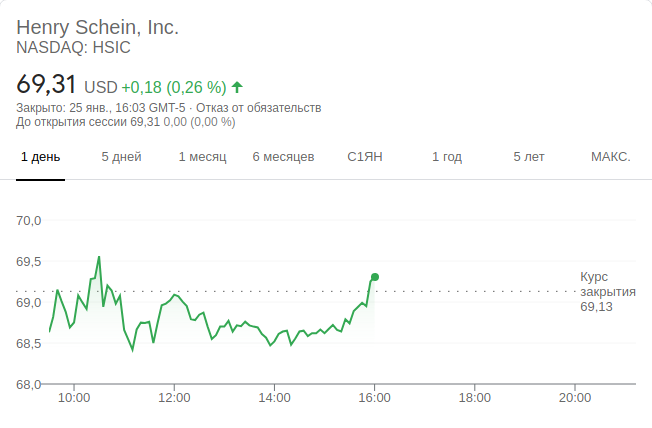 Henry Schein, Inc.
NASDAQ: HSIC
69,31 USD +0,18 (0,26 %)
Закрыто: 25 янв., 16:03 GMT-5 · Отказ от обязательств
До открытия сессии 69,31 0,00 (0,00 %)
1 день 5 дней 1 месяц 6 месяцев С1ЯН 1 год 5 лет МАКС.
70,0
69,5
Курс
закрытия
69,13
69,0
68,5
68,0
10:00 12:00 14:00 16:00 18:00 20:00